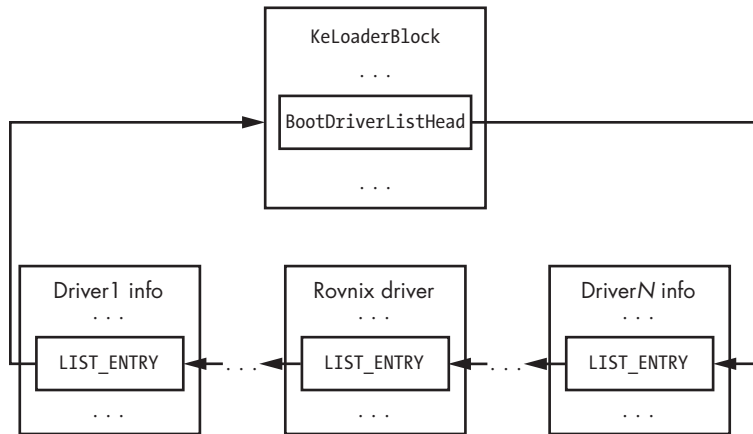 KeLoaderBlock
. . .
BootDriverListHead
. . .
Driver1 info
. . .
LIST_ENTRY
. . .
. . .
Rovnix driver
. . .
LIST_ENTRY
. . .
. . .
DriverN info
. . .
LIST_ENTRY
. . .